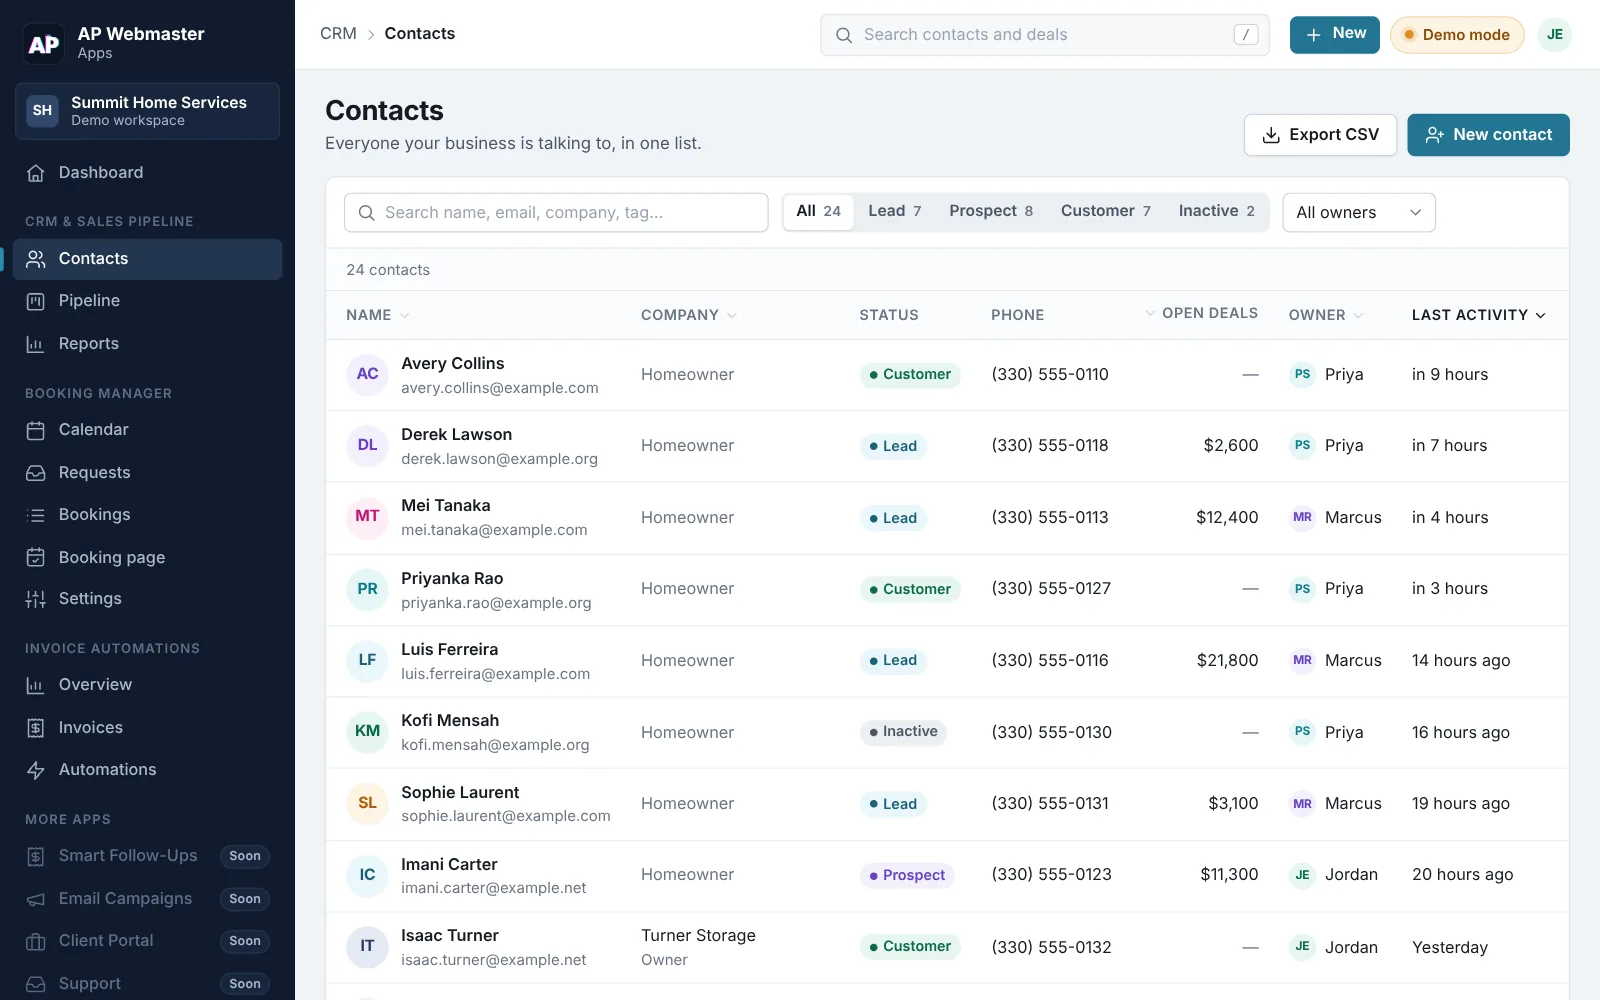 AP
AP Webmaster
Apps
SH
Summit Home Services
Demo workspace
Dashboard
CRM & SALES PIPELINE
Contacts
Pipeline
Reports
BOOKING MANAGER
Calendar
Requests
Bookings
Booking page
Settings
INVOICE AUTOMATIONS
Overview
Invoices
Automations
MORE APPS
Smart Follow-Ups Soon
Email Campaigns Soon
Client Portal Soon
Support Soon
CRM > Contacts
Search contacts and deals /
+ New
Demo mode
JE
Contacts
Everyone your business is talking to, in one list.
Export CSV
New contact
Search name, email, company, tag...
All 24 Lead 7 Prospect 8 Customer 7 Inactive 2
All owners
24 contacts
NAME COMPANY STATUS PHONE OPEN DEALS OWNER LAST ACTIVITY
AC Avery Collins Homeowner Customer (330) 555-0110 — PS Priya in 9 hours
avery.collins@example.com
DL Derek Lawson Homeowner Lead (330) 555-0118 $2,600 PS Priya in 7 hours
derek.lawson@example.org
MT Mei Tanaka Homeowner Lead (330) 555-0113 $12,400 MR Marcus in 4 hours
mei.tanaka@example.com
PR Priyanka Rao Homeowner Customer (330) 555-0127 — PS Priya in 3 hours
priyanka.rao@example.org
LF Luis Ferreira Homeowner Lead (330) 555-0116 $21,800 MR Marcus 14 hours ago
luis.ferreira@example.com
KM Kofi Mensah Homeowner Inactive (330) 555-0130 — PS Priya 16 hours ago
kofi.mensah@example.org
SL Sophie Laurent Homeowner Lead (330) 555-0131 $3,100 MR Marcus 19 hours ago
sophie.laurent@example.com
IC Imani Carter Homeowner Prospect (330) 555-0123 $11,300 JE Jordan 20 hours ago
imani.carter@example.net
IT Isaac Turner Turner Storage Customer (330) 555-0132 — JE Jordan Yesterday
isaac.turner@example.net Owner